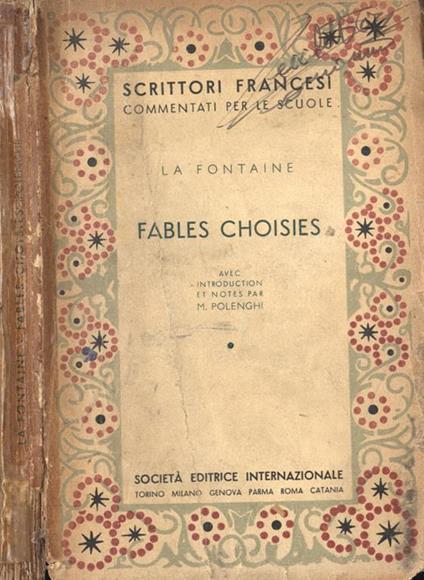 SCRITTORI FRANCESI
COMMENTATI PER LE SCUOLE
LA FONTAINE
FABLES CHOISIES
AVEC
INTRODUCTION
ET NOTES PAR
M. POLENGHI
SOCIETÀ EDITRICE INTERNAZIONALE
TORINO MILANO GENOVA PARMA ROMA CATANIA
LA FONTAINE - FABLES CHOISIES